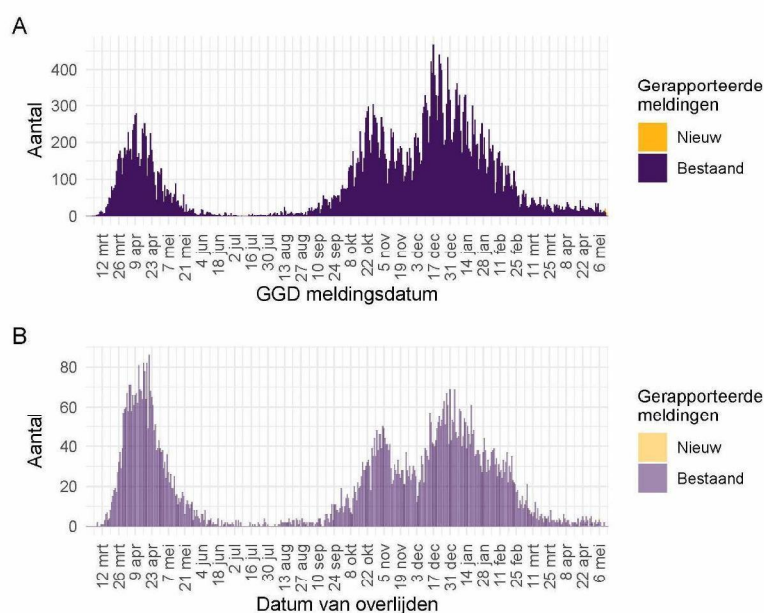 A
Aantal
400
300
200
100
0
12 mrt
26 mrt
9 apr
23 apr
7 mei
21 mei
4 jun
18 jun
2 jul
16 jul
30 jul
13 aug
27 aug
10 sep
24 sep
8 okt
22 okt
5 nov
19 nov
3 dec
17 dec
31 dec
14 jan
28 jan
11 feb
25 feb
11 mrt
25 mrt
8 apr
22 apr
6 mei
GGD meldingsdatum
Gerapporteerde
meldingen
Nieuw
Bestaand
B
Aantal
80
60
40
20
0
12 mrt
26 mrt
9 apr
23 apr
7 mei
21 mei
4 jun
18 jun
2 jul
16 jul
30 jul
13 aug
27 aug
10 sep
24 sep
8 okt
22 okt
5 nov
19 nov
3 dec
17 dec
31 dec
14 jan
28 jan
11 feb
25 feb
11 mrt
25 mrt
8 apr
22 apr
6 mei
Datum van overlijden
Gerapporteerde
meldingen
Nieuw
Bestaand